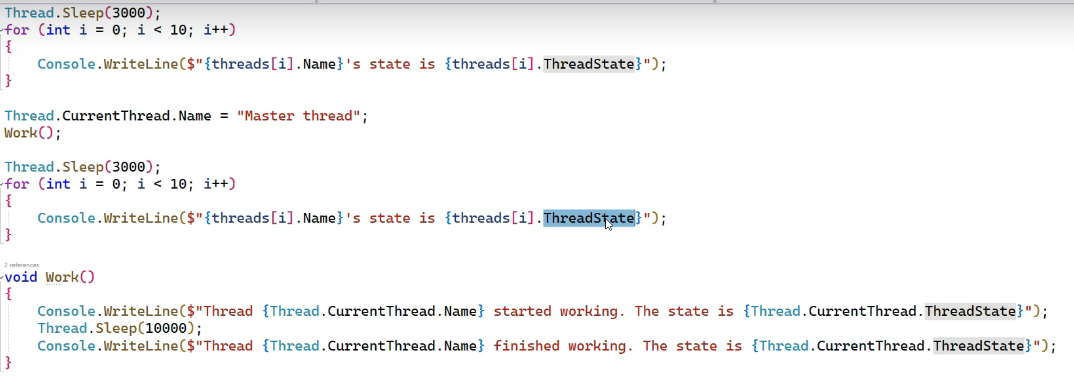 Thread.Sleep(3000);
for (int i = 0; i < 10; i++)
{
    Console.WriteLine($"{threads[i].Name}'s state is {threads[i].ThreadState}");
}
Thread.CurrentThread.Name = "Master thread";
Work();
Thread.Sleep(3000);
for (int i = 0; i < 10; i++)
{
    Console.WriteLine($"{threads[i].Name}'s state is {threads[i].ThreadState}");
}
2 references
void Work()
{
    Console.WriteLine($"Thread {Thread.CurrentThread.Name} started working. The state is {Thread.CurrentThread.ThreadState}");
    Thread.Sleep(10000);
    Console.WriteLine($"Thread {Thread.CurrentThread.Name} finished working. The state is {Thread.CurrentThread.ThreadState}");
}